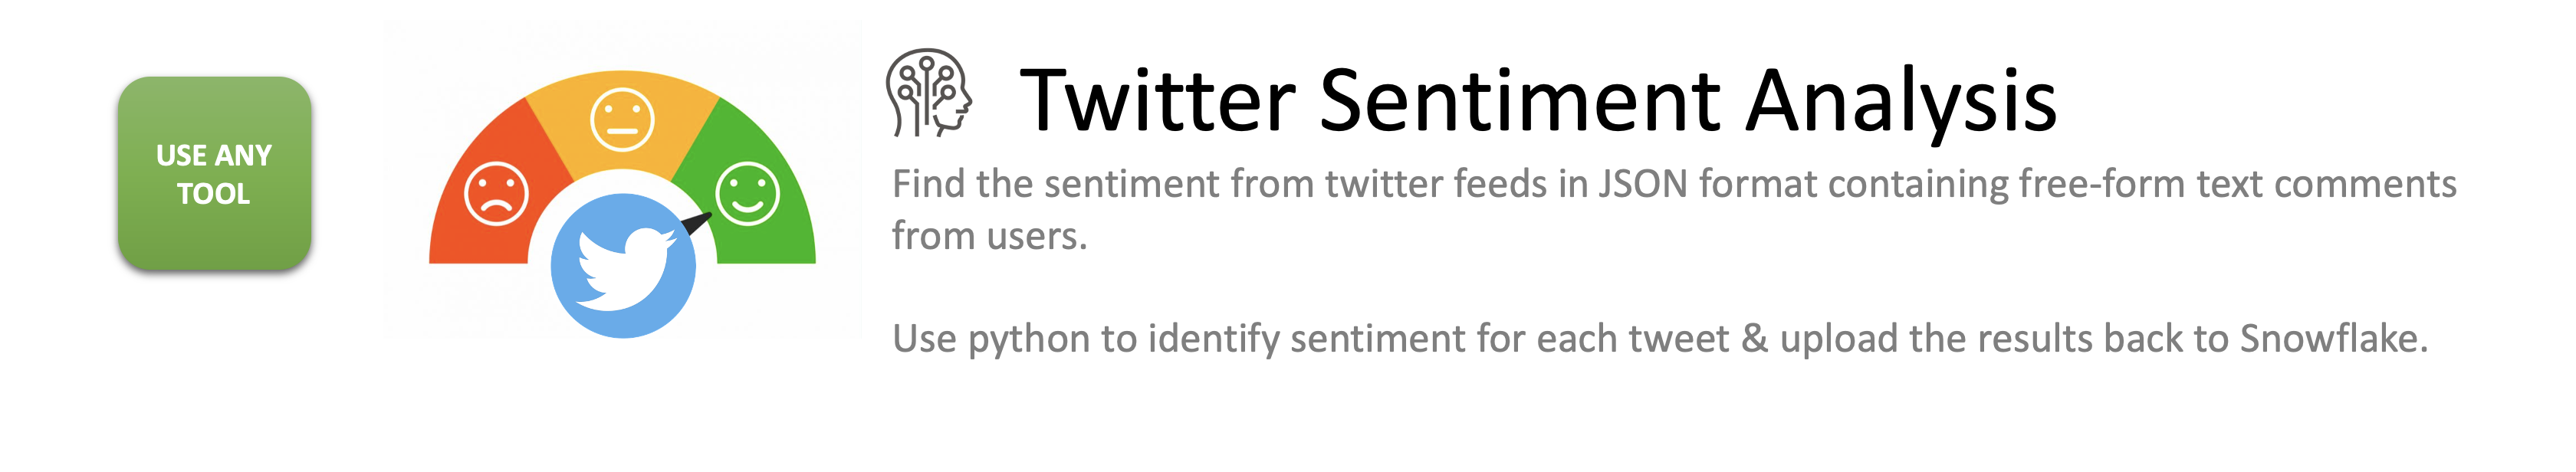 USE ANY
TOOL
Twitter Sentiment Analysis
Find the sentiment from twitter feeds in JSON format containing free-form text comments
from users.
Use python to identify sentiment for each tweet & upload the results back to Snowflake.